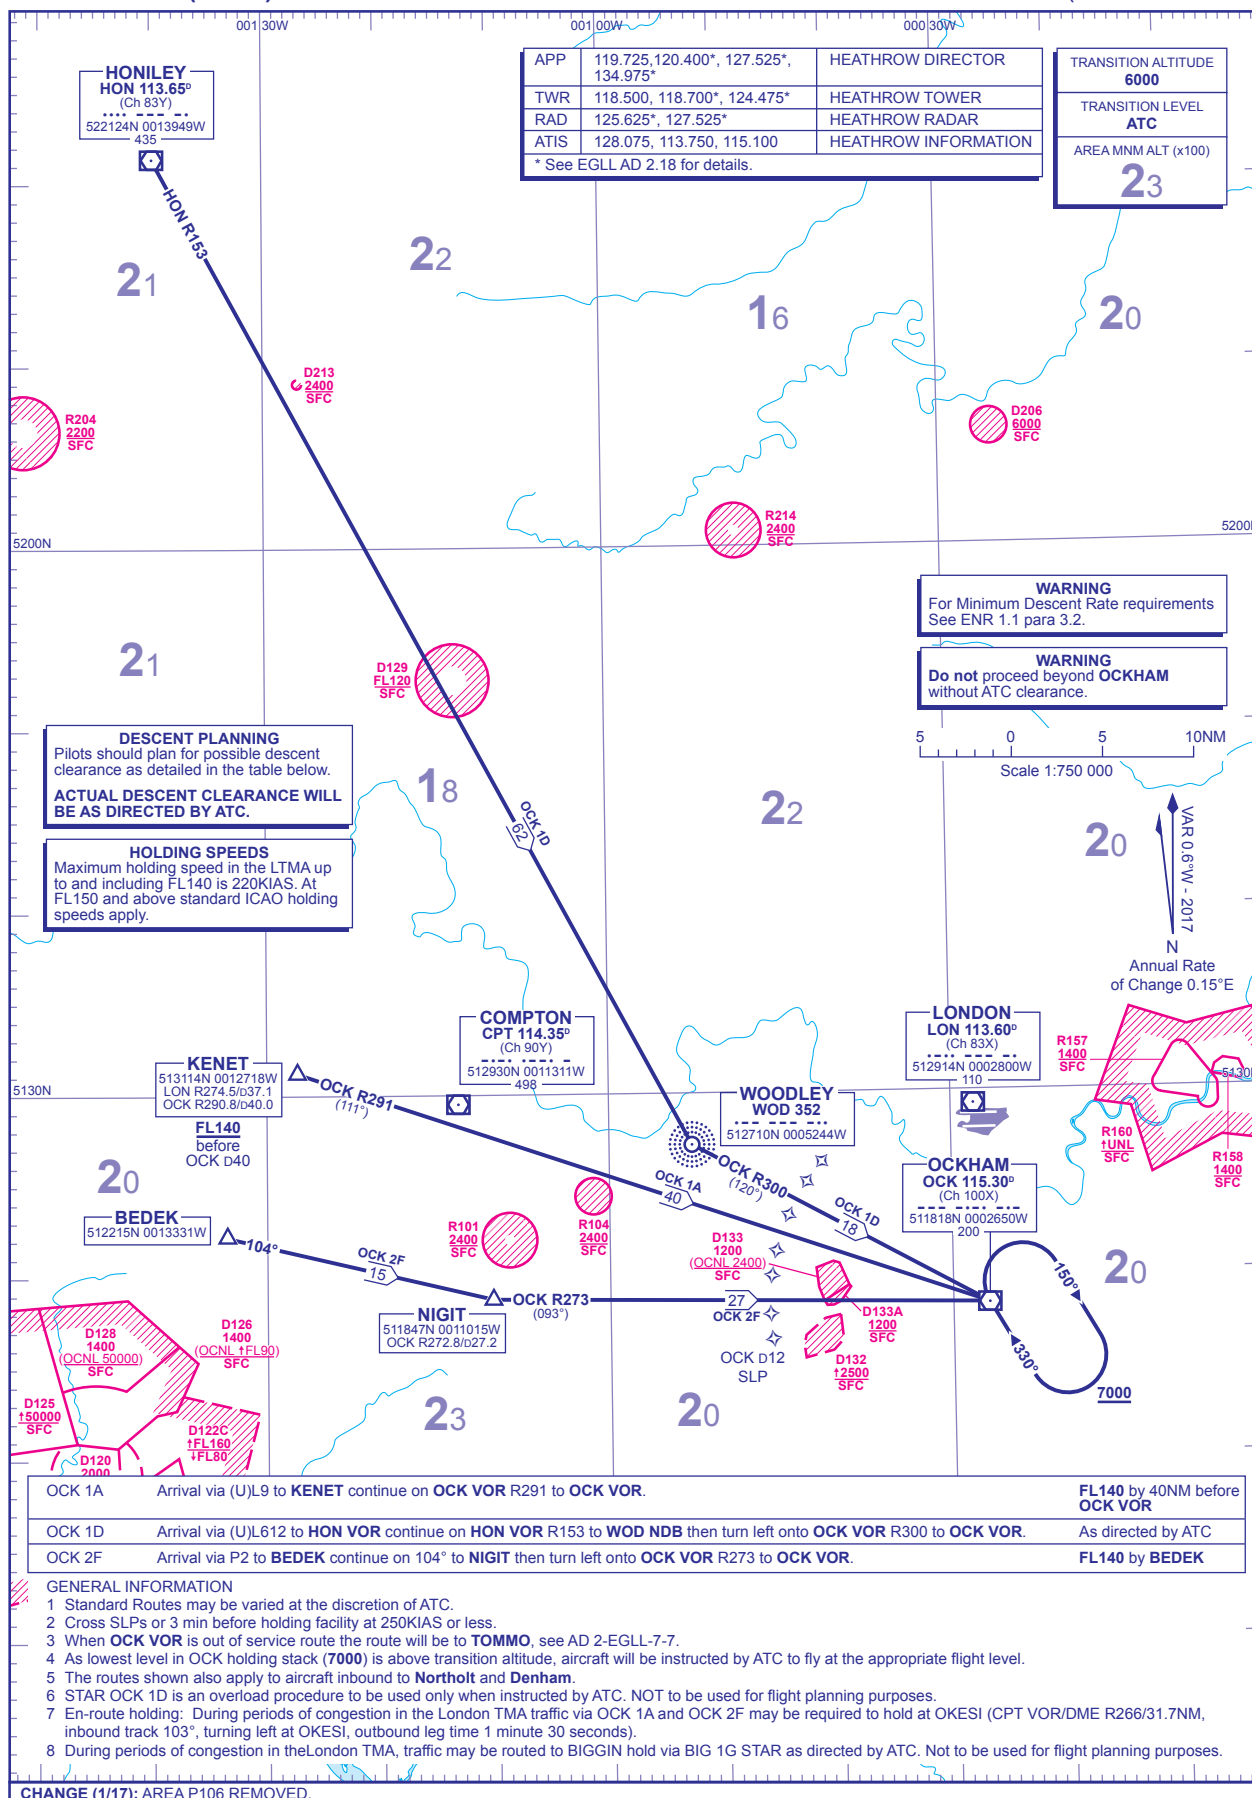 001 30W
001 00W
000 30W
HONILEY
HON 113.65D
(Ch 83Y)
522124N 0013949W
435
APP 119.725,120.400*, 127.525*, 134.975* HEATHROW DIRECTOR
TWR 118.500, 118.700*, 124.475* HEATHROW TOWER
RAD 125.625*, 127.525* HEATHROW RADAR
ATIS 128.075, 113.750, 115.100 HEATHROW INFORMATION
* See EGLL AD 2.18 for details.
TRANSITION ALTITUDE
6000
TRANSITION LEVEL
ATC
AREA MNM ALT (x100)
23
HON R153
21
22
16
20
D213
2400
SFC
R204
2200
SFC
D206
6000
SFC
R214
2400
SFC
5200N
5200N
WARNING
For Minimum Descent Rate requirements
See ENR 1.1 para 3.2.
WARNING
Do not proceed beyond OCKHAM
without ATC clearance.
21
D129
FL120
SFC
5 0 5 10NM
Scale 1:750 000
DESCENT PLANNING
Pilots should plan for possible descent
clearance as detailed in the table below.
ACTUAL DESCENT CLEARANCE WILL
BE AS DIRECTED BY ATC.
18
OCK 1D
62
22
20
VAR 0.6°W - 2017
N
Annual Rate
of Change 0.15°E
HOLDING SPEEDS
Maximum holding speed in the LTMA up
to and including FL140 is 220KIAS. At
FL150 and above standard ICAO holding
speeds apply.
COMPTON
CPT 114.35D
(Ch 90Y)
512930N 0011311W
498
LONDON
LON 113.60D
(Ch 83X)
512914N 0002800W
110
R157
1400
SFC
KENET
513114N 0012718W
LON R274.5/D37.1
OCK R290.8/D40.0
FL140
before
OCK D40
OCK R291
(111°)
5130N
5130N
WOODLEY
WOD 352
512710N 0005244W
R160
↑UNL
SFC
R158
1400
SFC
OCKHAM
OCK 115.30D
(Ch 100X)
511818N 0002650W
200
OCK R300
(120°)
OCK 1A
40
OCK 1D
18
20
BEDEK
512215N 0013331W
104°
OCK 2F
15
R101
2400
SFC
R104
2400
SFC
D133
1200
(OCNL 2400)
SFC
150°
330°
20
7000
NIGIT
511847N 0011015W
OCK R272.8/D27.2
OCK R273
(093°)
27
OCK 2F
D133A
1200
SFC
OCK D12
SLP
D132
↑2500
SFC
D128
1400
(OCNL 50000)
SFC
D126
1400
(OCNL ↑FL90)
SFC
D125
↑50000
SFC
D122C
↑FL160
↓FL80
D120
2000
23
20
OCK 1A Arrival via (U)L9 to KENET continue on OCK VOR R291 to OCK VOR. FL140 by 40NM before OCK VOR
OCK 1D Arrival via (U)L612 to HON VOR continue on HON VOR R153 to WOD NDB then turn left onto OCK VOR R300 to OCK VOR. As directed by ATC
OCK 2F Arrival via P2 to BEDEK continue on 104° to NIGIT then turn left onto OCK VOR R273 to OCK VOR. FL140 by BEDEK
GENERAL INFORMATION
1 Standard Routes may be varied at the discretion of ATC.
2 Cross SLPs or 3 min before holding facility at 250KIAS or less.
3 When OCK VOR is out of service route the route will be to TOMMO, see AD 2-EGLL-7-7.
4 As lowest level in OCK holding stack (7000) is above transition altitude, aircraft will be instructed by ATC to fly at the appropriate flight level.
5 The routes shown also apply to aircraft inbound to Northolt and Denham.
6 STAR OCK 1D is an overload procedure to be used only when instructed by ATC. NOT to be used for flight planning purposes.
7 En-route holding: During periods of congestion in the London TMA traffic via OCK 1A and OCK 2F may be required to hold at OKESI (CPT VOR/DME R266/31.7NM,
inbound track 103°, turning left at OKESI, outbound leg time 1 minute 30 seconds).
8 During periods of congestion in theLondon TMA, traffic may be routed to BIGGIN hold via BIG 1G STAR as directed by ATC. Not to be used for flight planning purposes.
CHANGE (1/17): AREA P106 REMOVED.